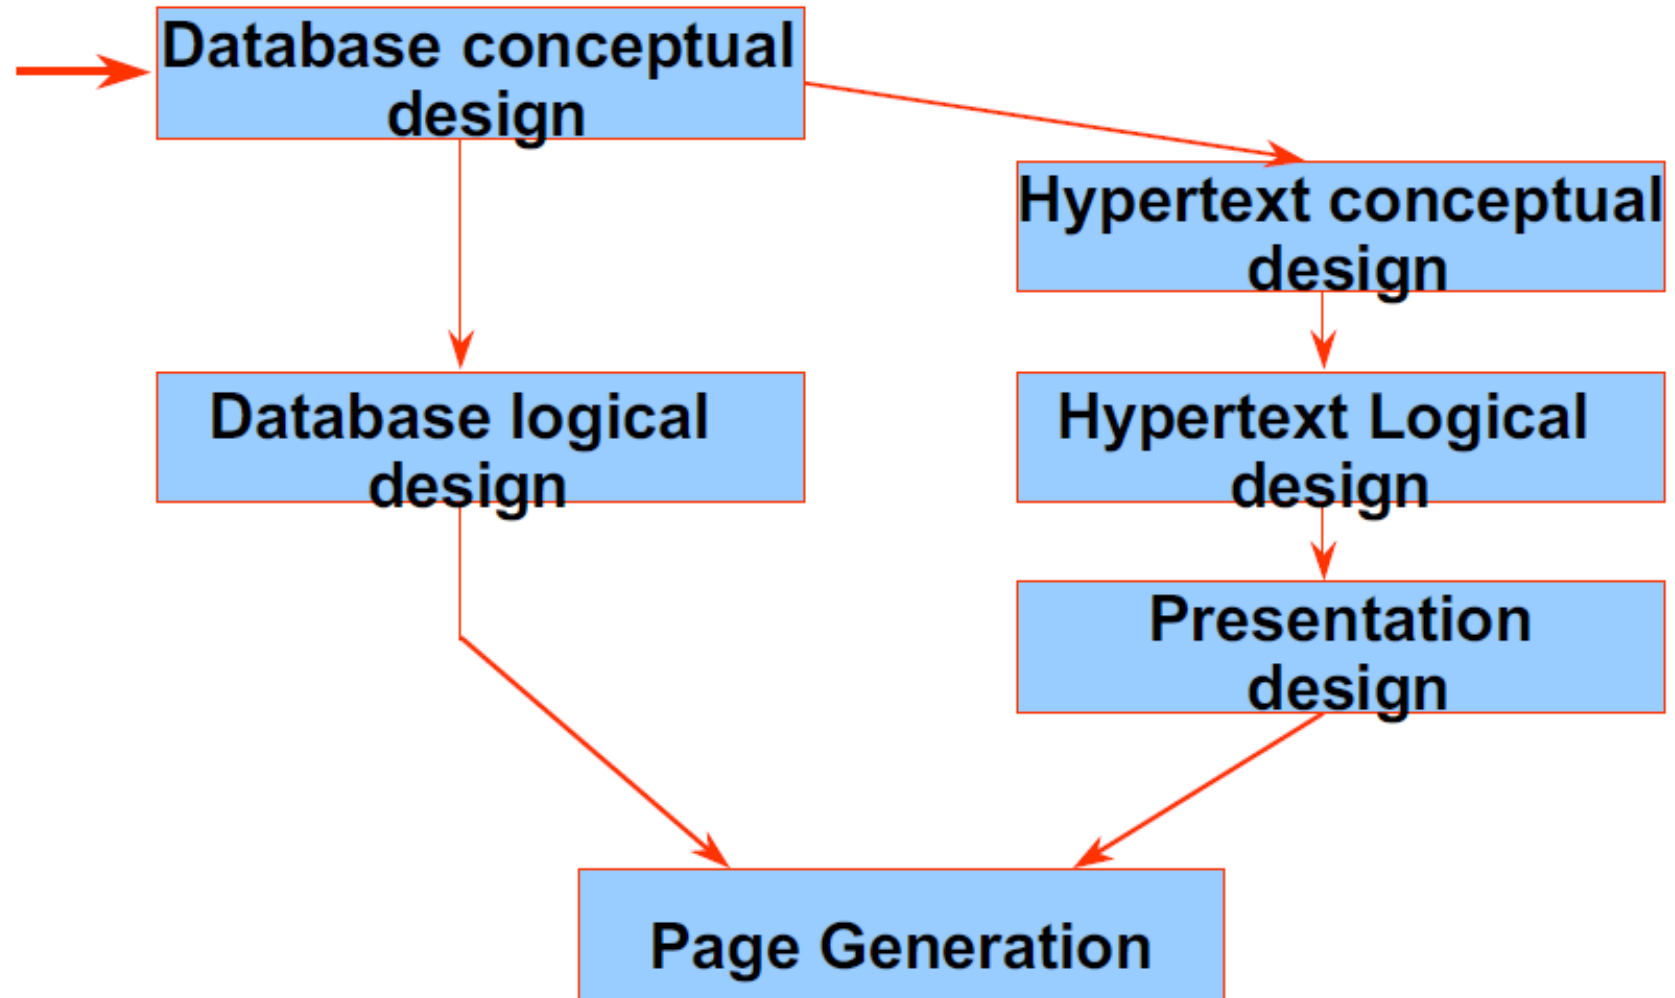 Database conceptual
design
Hypertext conceptual
design
Database logical
design
Hypertext Logical
design
Presentation
design
Page Generation